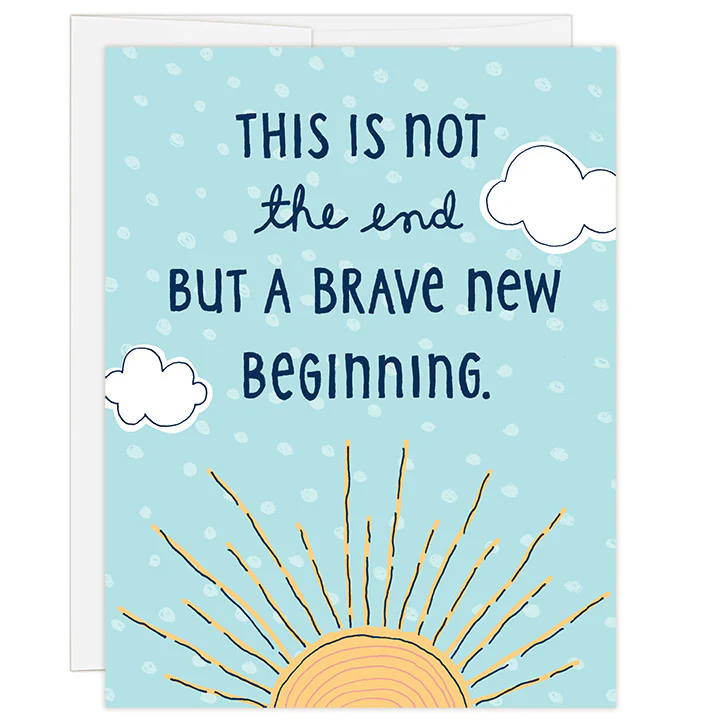 THIS IS NOT
the end
BUT A BRAVE new
BEGINNING.